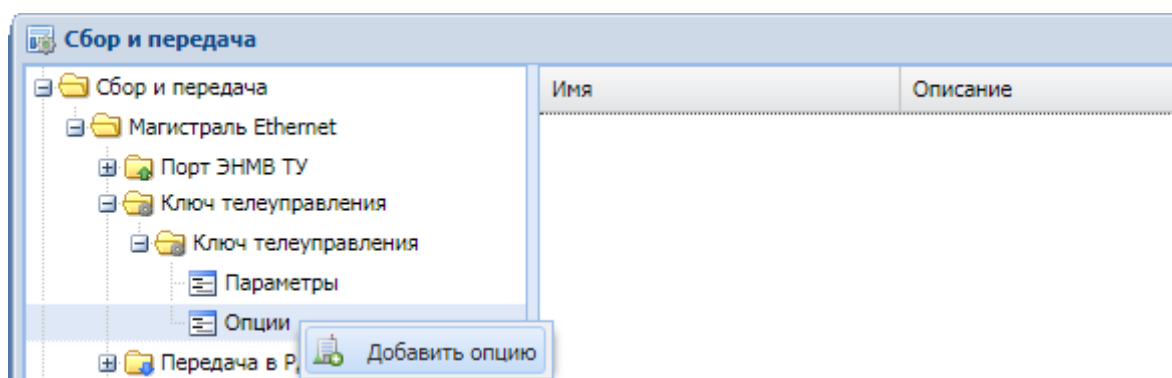 Сбор и передача
Сбор и передача
Имя
Описание
Магистраль Ethernet
Порт ЭНМВ ТУ
Ключ телеуправления
Ключ телеуправления
Параметры
Опции
Добавить опцию
Передача в